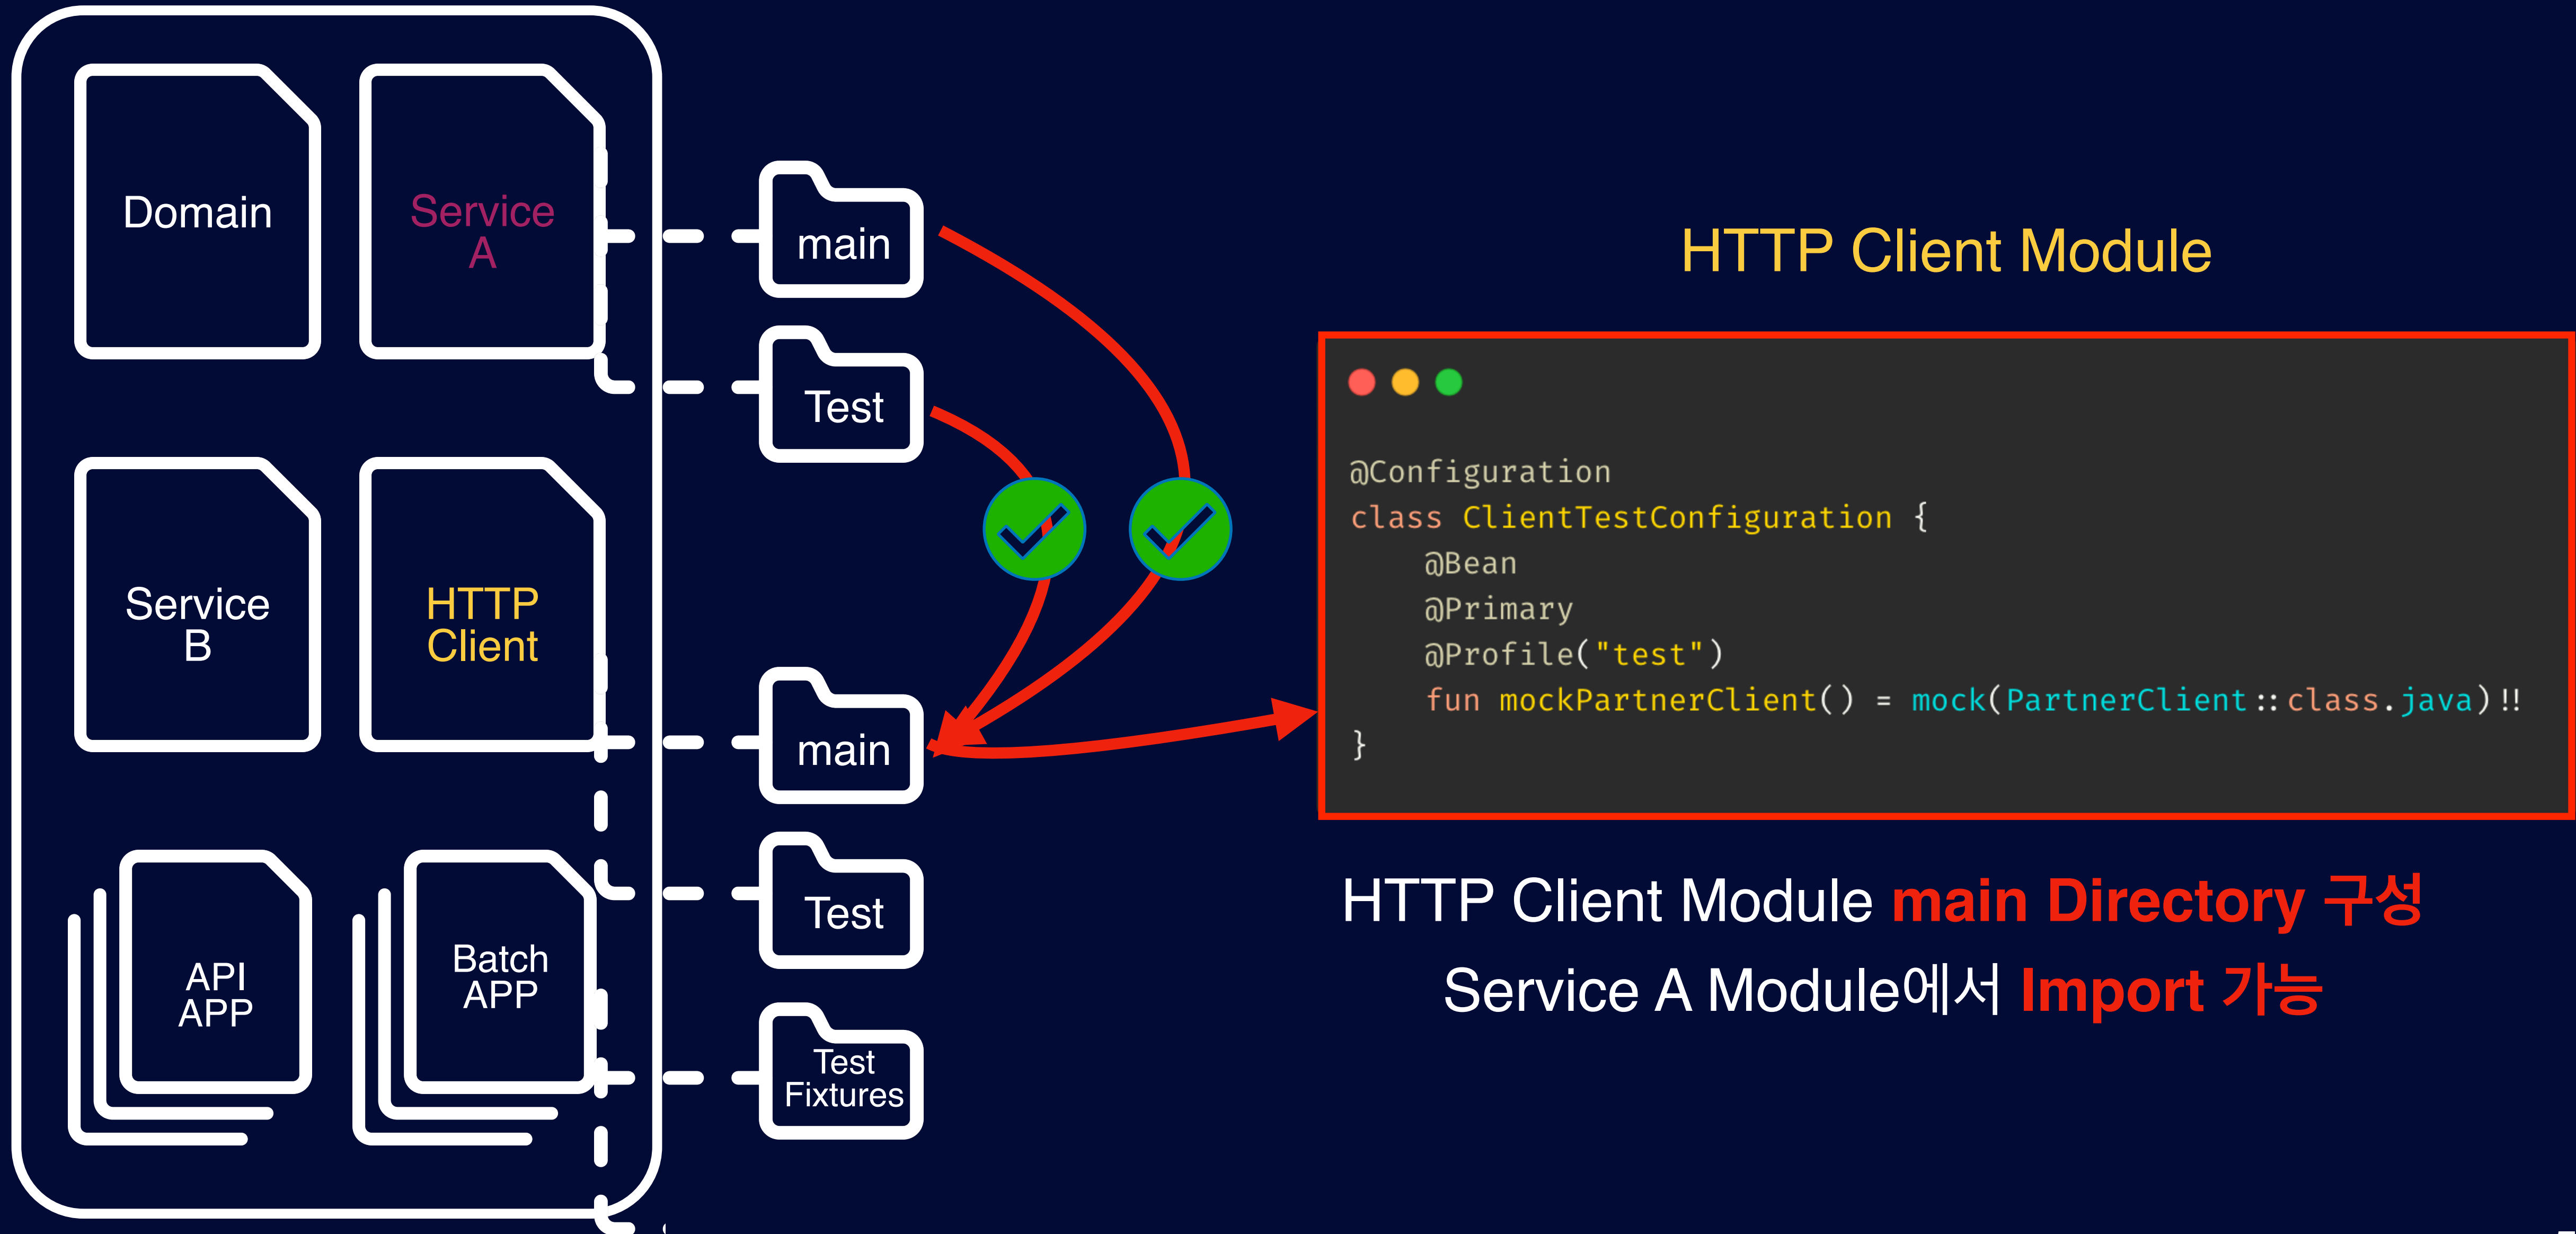 Domain
Service
A
Service
B
HTTP
Client
API
APP
Batch
APP
main
Test
main
Test
Test
Fixtures
HTTP Client Module
@Configuration
class ClientTestConfiguration {
    @Bean
    @Primary
    @Profile("test")
    fun mockPartnerClient() = mock(PartnerClient::class.java)!!
}
HTTP Client Module main Directory 구성
Service A Module에서 Import 가능